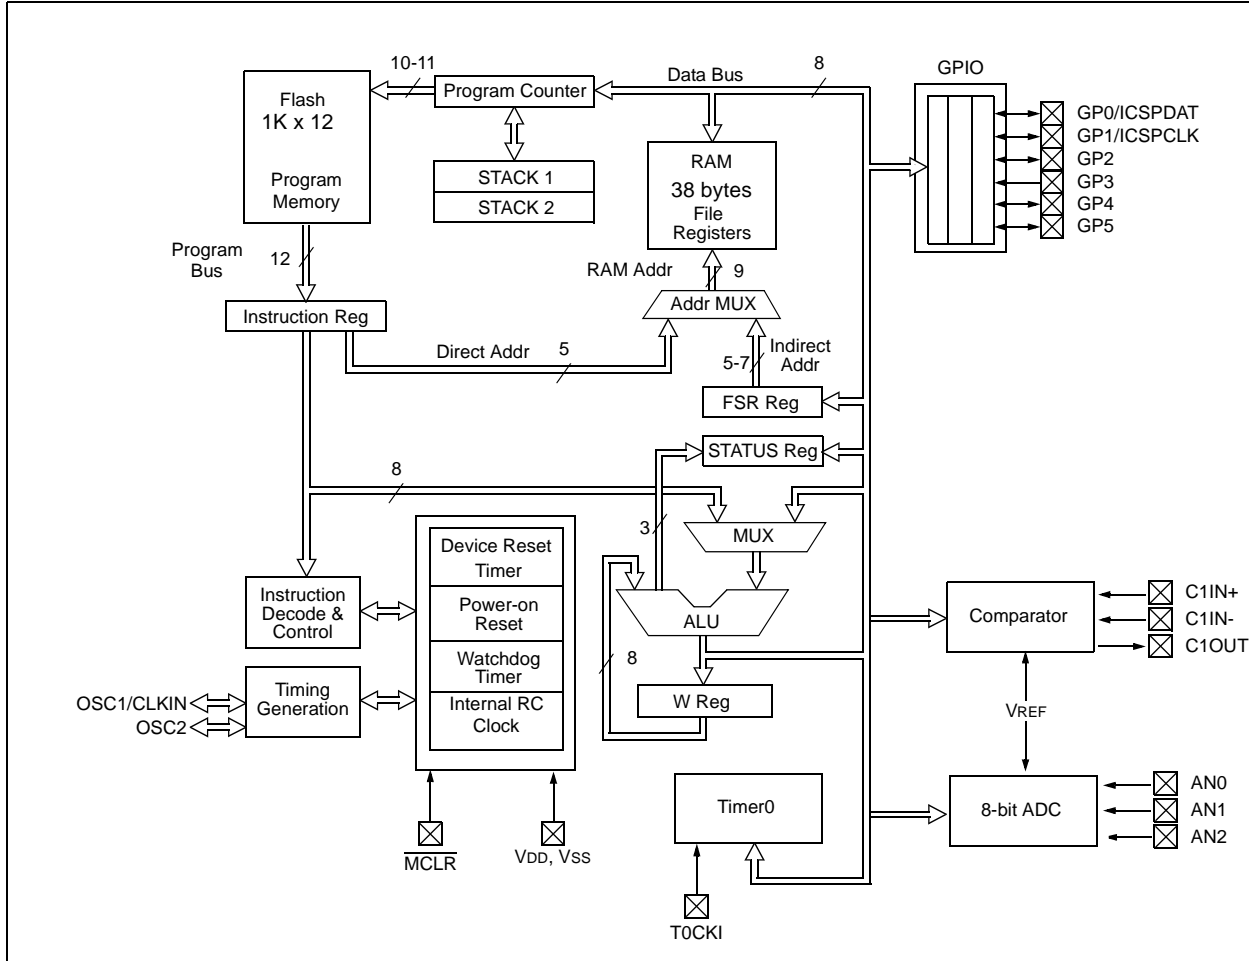 10-11
Data Bus
8
GPIO
Flash
1K x 12
Program
Memory
Program Counter
STACK 1
STACK 2
RAM
38 bytes
File
Registers
GP0/ICSPDAT
GP1/ICSPCLK
GP2
GP3
GP4
GP5
Program
Bus
12
RAM Addr
9
Addr MUX
Instruction Reg
Direct Addr
5
5-7
Indirect
Addr
FSR Reg
STATUS Reg
8
3
MUX
Device Reset
Timer
Power-on
Reset
Watchdog
Timer
Internal RC
Clock
Instruction
Decode &
Control
Timing
Generation
OSC1/CLKIN
OSC2
ALU
8
W Reg
Comparator
C1IN+
C1IN-
C1OUT
VREF
8-bit ADC
AN0
AN1
AN2
Timer0
MCLR
VDD, VSS
T0CKI